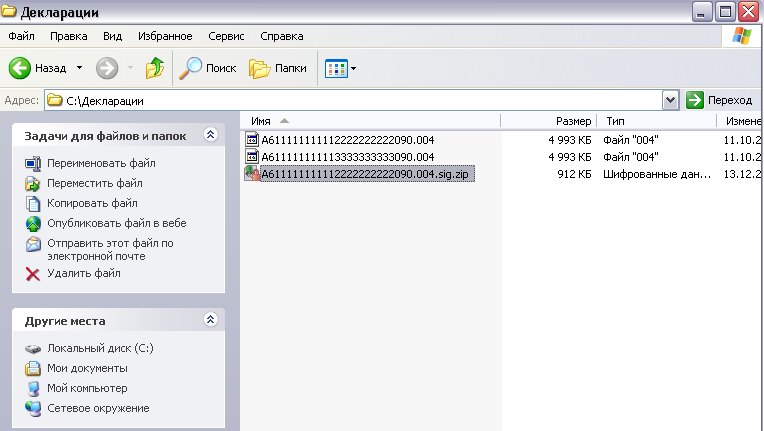 Декларации
Файл Правка Вид Избранное Сервис Справка
Назад Поиск Папки
Адрес: C:\Декларации Переход
Задачи для файлов и папок
Переименовать файл
Переместить файл
Копировать файл
Опубликовать файл в вебе
Отправить этот файл по
электронной почте
Удалить файл
Другие места
Локальный диск (C:)
Мои документы
Мой компьютер
Сетевое окружение
Имя Размер Тип Измене
A6111111111112222222222090.004 4 993 КБ Файл "004" 11.10.2
A6111111111113333333333090.004 4 993 КБ Файл "004" 11.10.2
A6111111111112222222222090.004.sig.zip 912 КБ Шифрованные дан... 13.12.2